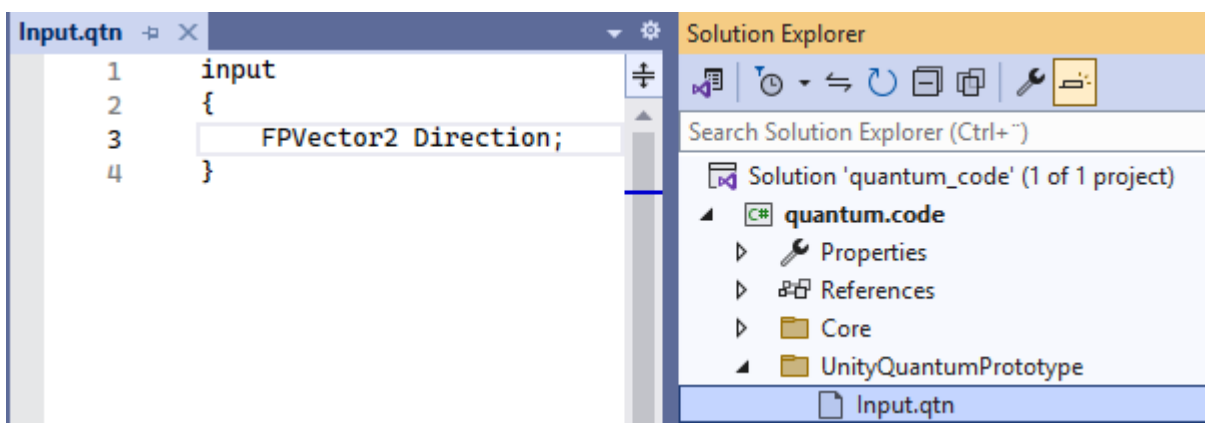 Input.qtn
1 input
2 {
3 FPVector2 Direction;
4 }
Solution Explorer
Search Solution Explorer (Ctrl+¨)
Solution 'quantum_code' (1 of 1 project)
C# quantum.code
Properties
References
Core
UnityQuantumPrototype
Input.qtn